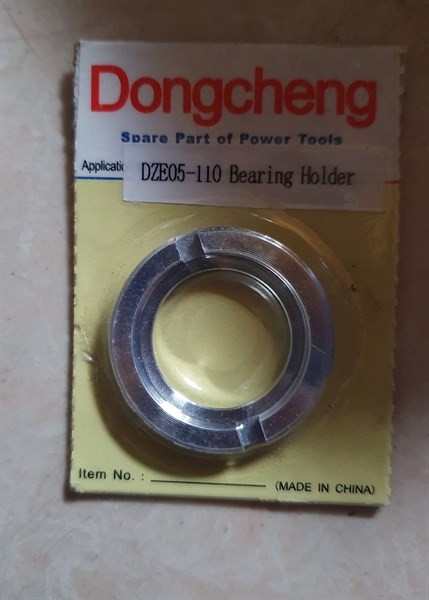 Dongcheng
Spare Part of Power Tools
DZE05-110 Bearing Holder
Item No. :
(MADE IN CHINA)